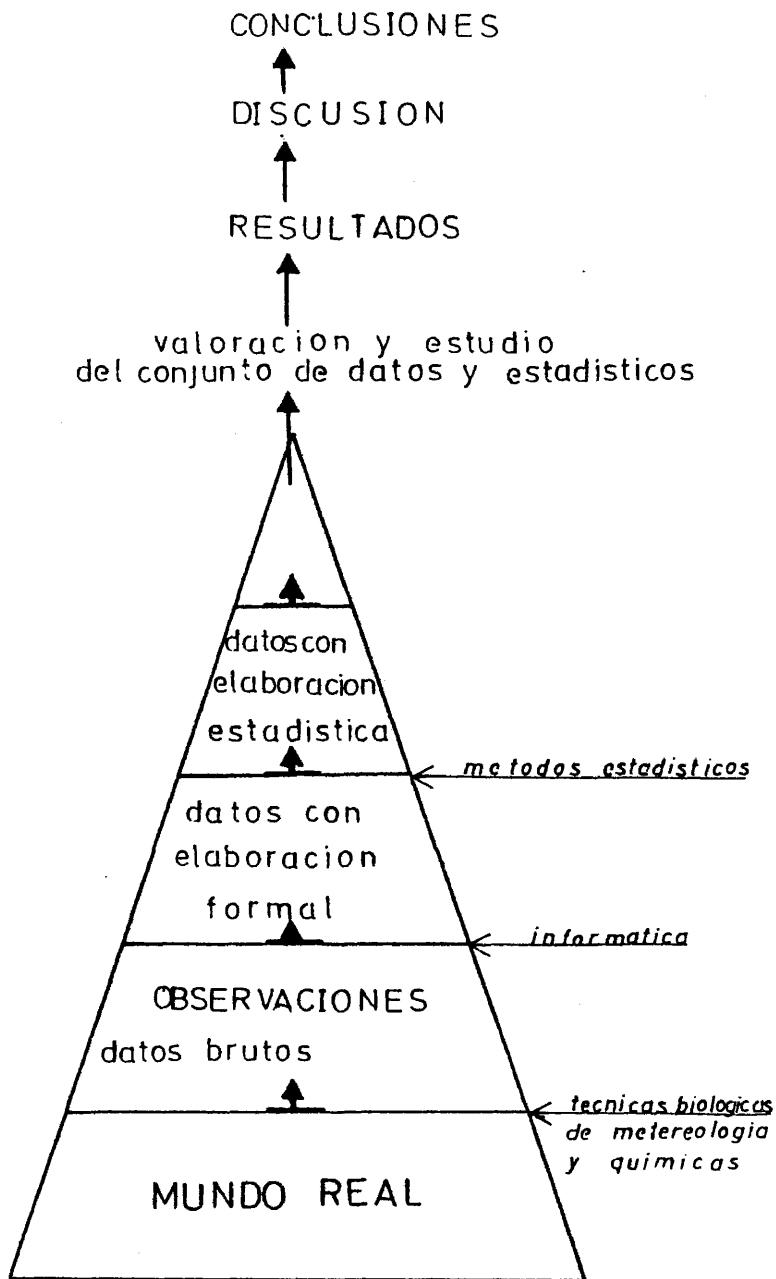 CONCLUSIONES
DISCUSION
RESULTADOS
valoracion y estudio
del conjunto de datos y estadisticos
datos con
elaboracion
estadistica
metodos estadisticos
datos con
elaboracion
formal
informatica
OBSERVACIONES
datos brutos
tecnicas biologicas
de metereologia
y quimicas
MUNDO REAL